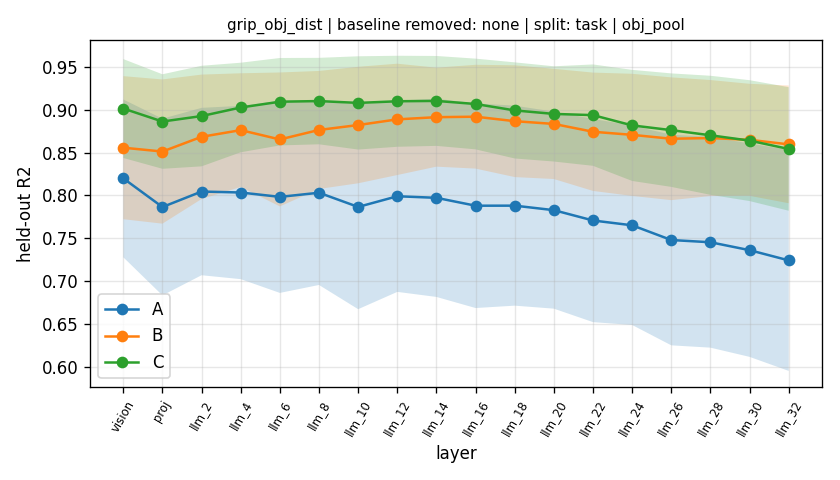 grip_obj_dist | baseline removed: none | split: task | obj_pool
held-out R2
0.95
0.90
0.85
0.80
0.75
0.70
0.65
0.60
A
B
C
vision proj llm_2 llm_4 llm_6 llm_8 llm_10 llm_12 llm_14 llm_16 llm_18 llm_20 llm_22 llm_24 llm_26 llm_28 llm_30 llm_32
layer